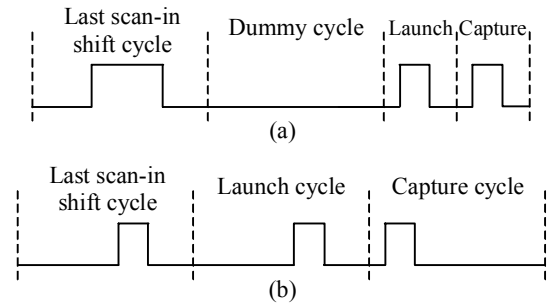 Last scan-in
shift cycle
Dummy cycle
Launch
Capture
(a)
Last scan-in
shift cycle
Launch cycle
Capture cycle
(b)